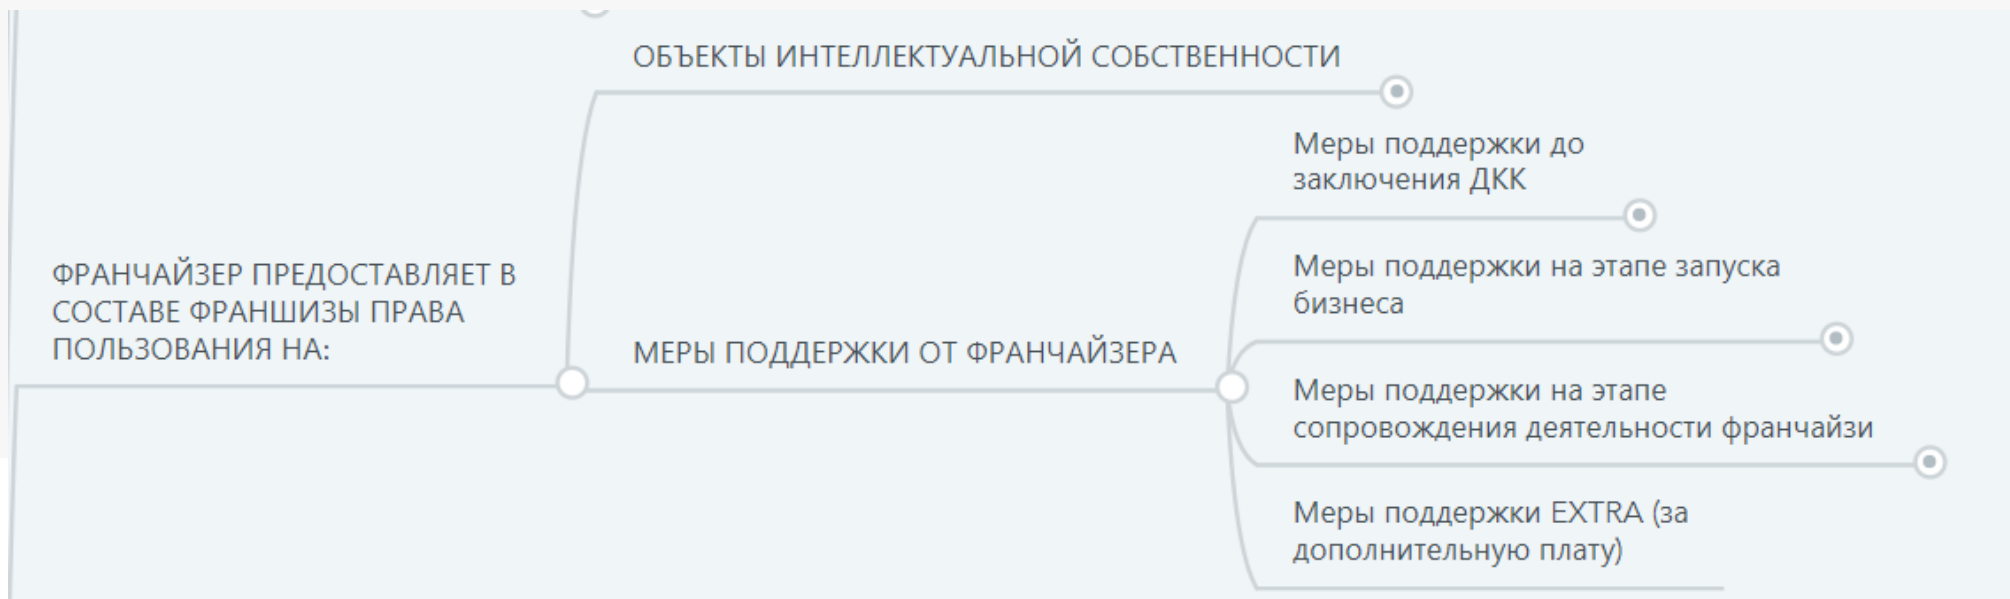 ОБЪЕКТЫ ИНТЕЛЛЕКТУАЛЬНОЙ СОБСТВЕННОСТИ
Меры поддержки до
заключения ДКК
Меры поддержки на этапе запуска
бизнеса
ФРАНЧАЙЗЕР ПРЕДОСТАВЛЯЕТ В
СОСТАВЕ ФРАНШИЗЫ ПРАВА
ПОЛЬЗОВАНИЯ НА:
МЕРЫ ПОДДЕРЖКИ ОТ ФРАНЧАЙЗЕРА
Меры поддержки на этапе
сопровождения деятельности франчайзи
Меры поддержки EXTRA (за
дополнительную плату)